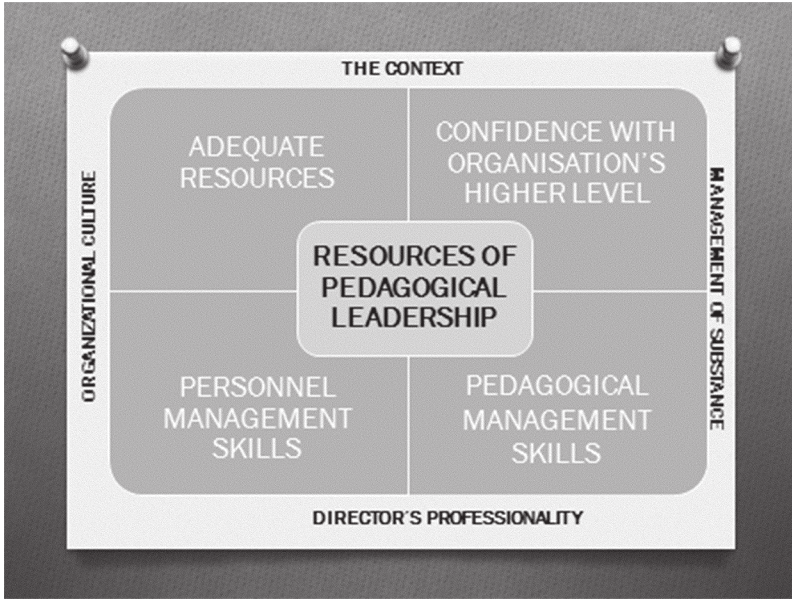 THE CONTEXT
ORGANIZATIONAL CULTURE
ADEQUATE
RESOURCES
CONFIDENCE WITH
ORGANISATION'S
HIGHER LEVEL
MANAGEMENT OF SUBSTANCE
RESOURCES OF
PEDAGOGICAL
LEADERSHIP
PERSONNEL
MANAGEMENT
SKILLS
PEDAGOGICAL
MANAGEMENT
SKILLS
DIRECTOR´S PROFESSIONALITY